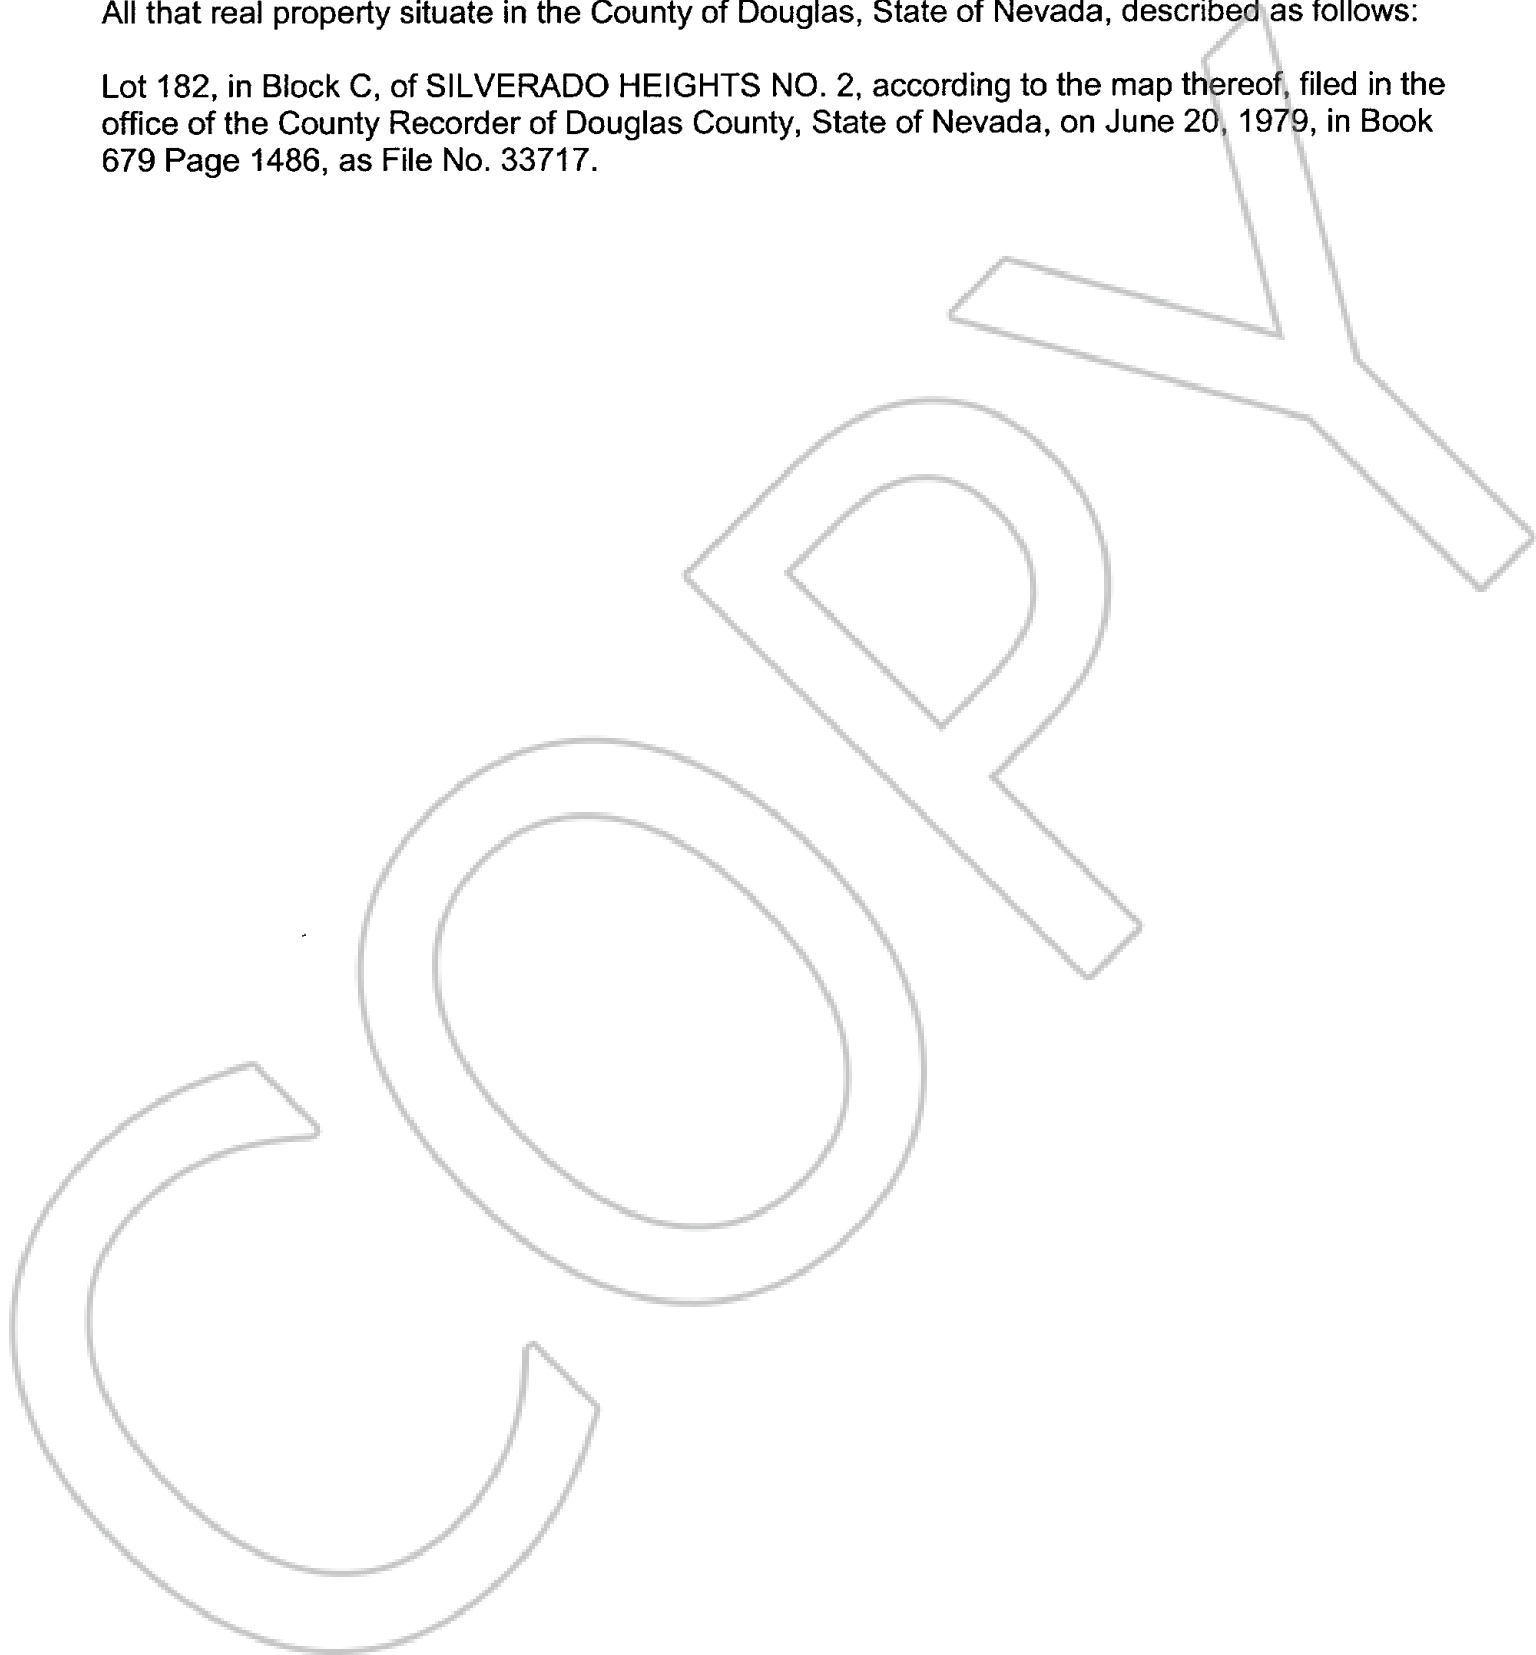 All that real property situate in the County of Douglas, State of Nevada, described as follows:
Lot 182, in Block C, of SILVERADO HEIGHTS NO. 2, according to the map thereof, filed in the
office of the County Recorder of Douglas County, State of Nevada, on June 20, 1979, in Book
679 Page 1486, as File No. 33717.
COPY